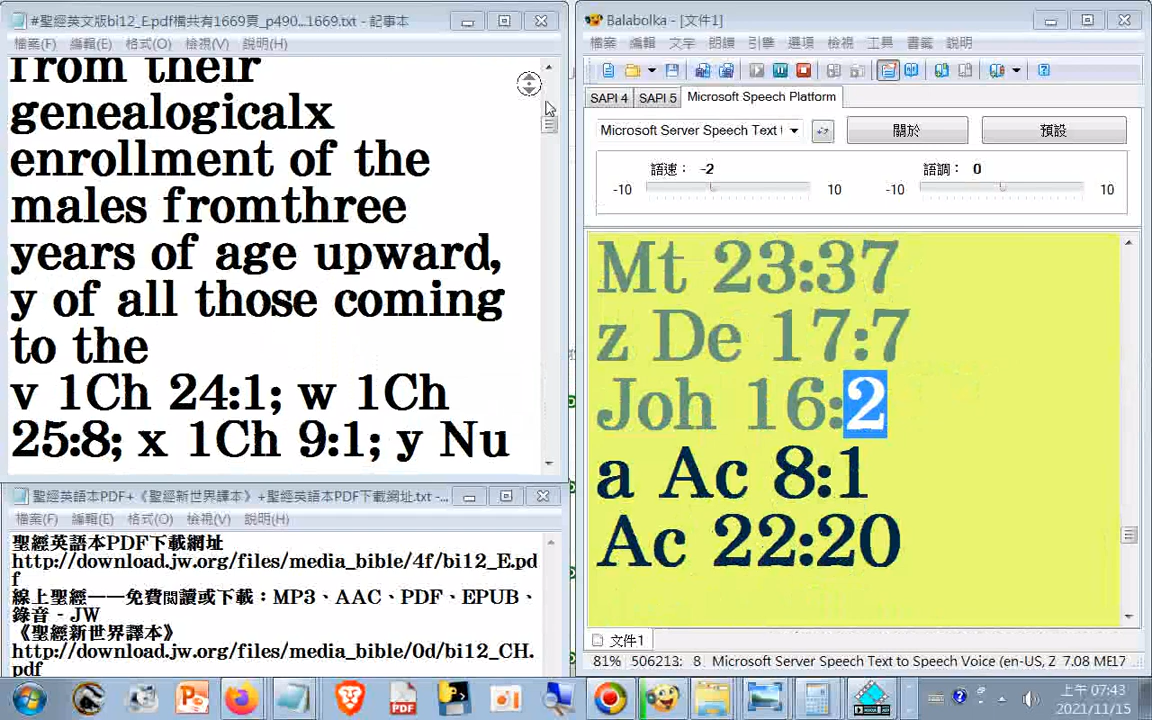 #聖經英文版bi12_E.pdf橫共有1669頁_p490...1669.txt - 記事本
檔案(F) 編輯(E) 格式(O) 檢視(V) 說明(H)
from their
genealogicalx
enrollment of the
males fromthree
years of age upward,
y of all those coming
to the
v 1Ch 24:1; w 1Ch
25:8; x 1Ch 9:1; y Nu
聖經英語本PDF+《聖經新世界譯本》+聖經英語本PDF下載網址.txt -...
檔案(F) 編輯(E) 格式(O) 檢視(V) 說明(H)
聖經英語本PDF下載網址
http://download.jw.org/files/media_bible/4f/bi12_E.pd
f
線上聖經——免費閱讀或下載：MP3、AAC、PDF、EPUB、
錄音 - JW
《聖經新世界譯本》
http://download.jw.org/files/media_bible/0d/bi12_CH.
pdf
Balabolka - [文件1]
檔案 編輯 文字 朗讀 引擎 選項 檢視 工具 書籤 說明
SAPI 4 SAPI 5 Microsoft Speech Platform
Microsoft Server Speech Text 關於 預設
語速： -2 語調： 0
-10 10 -10 10
Mt 23:37
z De 17:7
Joh 16:2
a Ac 8:1
Ac 22:20
文件1
81% 506213: 8 Microsoft Server Speech Text to Speech Voice (en-US, Z 7.08 ME17
PDF
上午 07:43
2021/11/15